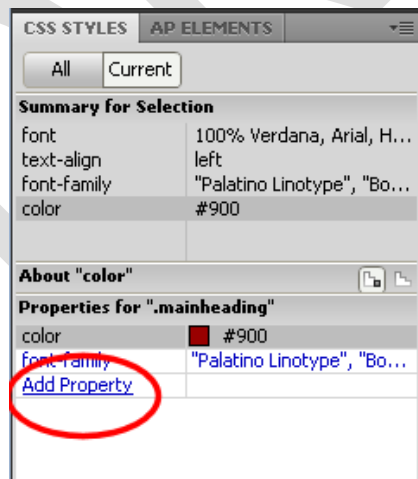 CSS STYLES AP ELEMENTS
All Current
Summary for Selection
font 100% Verdana, Arial, H...
text-align left
font-family "Palatino Linotype", "Bo...
color #900
About "color"
Properties for ".mainheading"
color #900
font-family "Palatino Linotype", "Bo...
Add Property